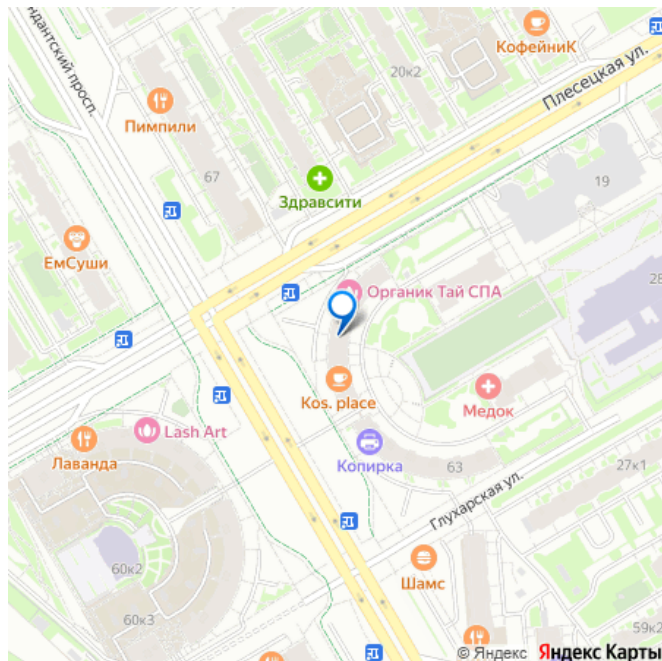 КофейниК
20к2
Плесецкая ул.
ндантский просп.
Пимпили
67
Здравсити
19
ЕмСуши
28
Органик Тай СПА
Kos. place
Медок
Lash Art
Лаванда
Копирка
63
27к1
Глухарская ул.
60к2
Шамс
60к3
59к2
© Яндекс Яндекс Карты